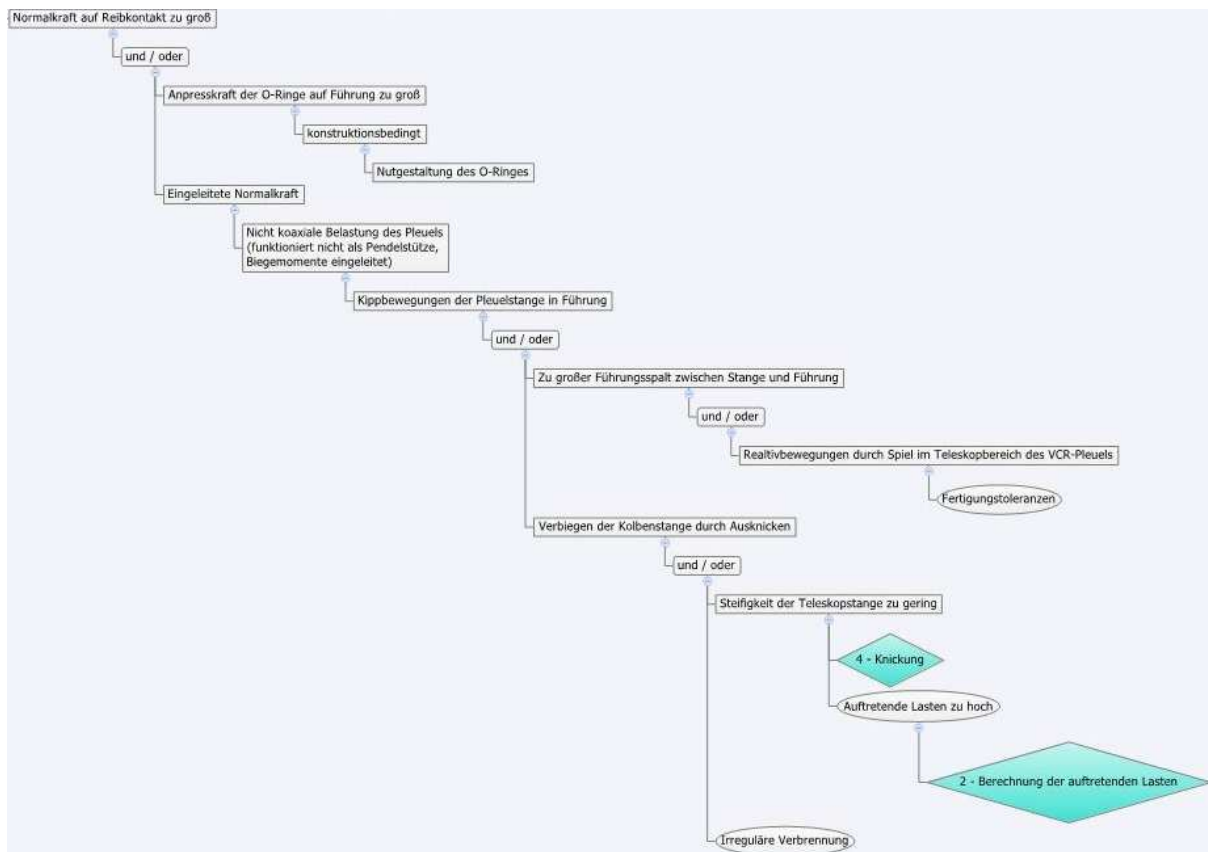 Normalkraft auf Reibkontakt zu groß
und / oder
Anpresskraft der O-Ringe auf Führung zu groß
konstruktionsbedingt
Nutgestaltung des O-Ringes
Eingeleitete Normalkraft
Nicht koaxiale Belastung des Pleuels
(funktioniert nicht als Pendelstütze,
Biegemomente eingeleitet)
Kippbewegungen der Pleuelstange in Führung
und / oder
Zu großer Führungsspalt zwischen Stange und Führung
und / oder
Realtivbewegungen durch Spiel im Teleskopbereich des VCR-Pleuels
Fertigungstoleranzen
Verbiegen der Kolbenstange durch Ausknicken
und / oder
Steifigkeit der Teleskopstange zu gering
4 - Knickung
Auftretende Lasten zu hoch
2 - Berechnung der auftretenden Lasten
Irreguläre Verbrennung